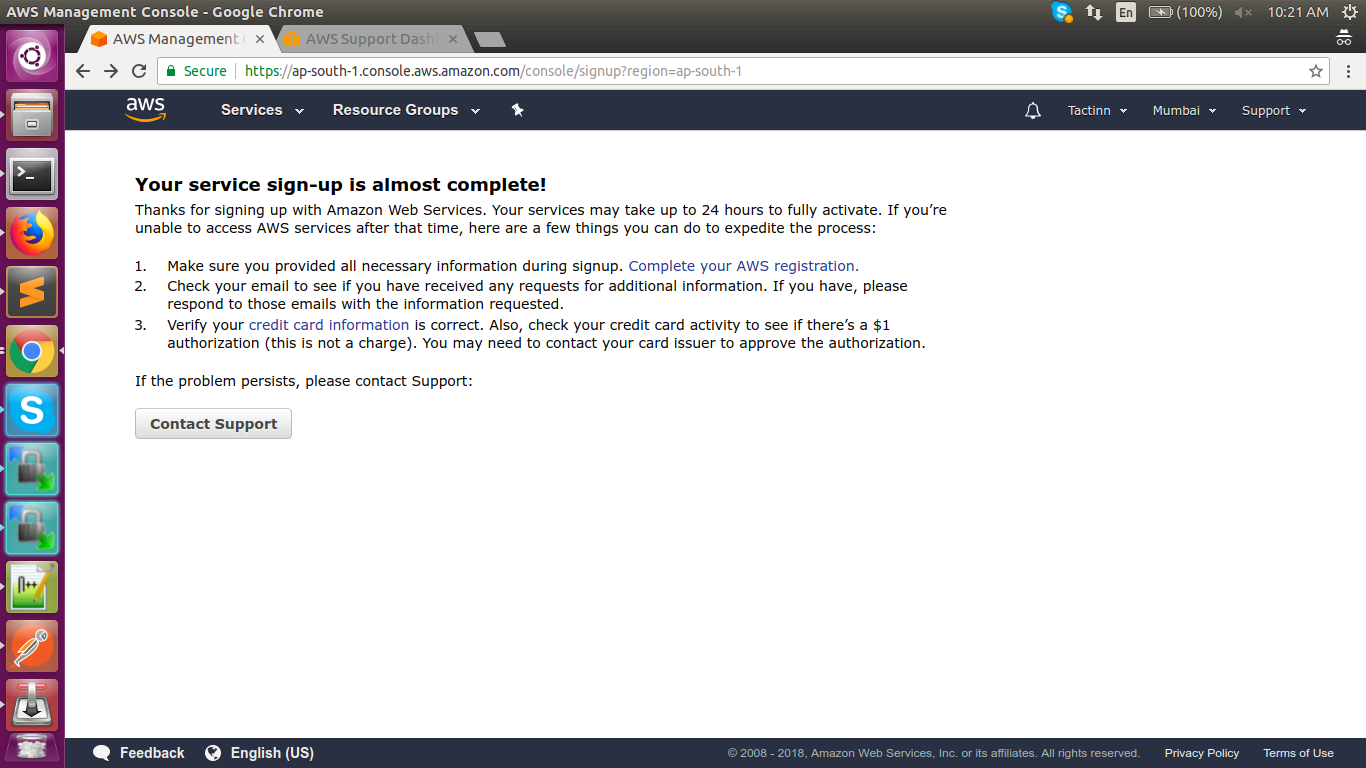 AWS Management Console - Google Chrome
En
(100%)
10:21 AM
AWS Management C
AWS Support Dash
Secure
https://ap-south-1.console.aws.amazon.com/console/signup?region=ap-south-1
aws
Services
Resource Groups
Tactinn
Mumbai
Support
Your service sign-up is almost complete!
Thanks for signing up with Amazon Web Services. Your services may take up to 24 hours to fully activate. If you’re
unable to access AWS services after that time, here are a few things you can do to expedite the process:
1. Make sure you provided all necessary information during signup. Complete your AWS registration.
2. Check your email to see if you have received any requests for additional information. If you have, please
respond to those emails with the information requested.
3. Verify your credit card information is correct. Also, check your credit card activity to see if there’s a $1
authorization (this is not a charge). You may need to contact your card issuer to approve the authorization.
If the problem persists, please contact Support:
Contact Support
Feedback
English (US)
© 2008 - 2018, Amazon Web Services, Inc. or its affiliates. All rights reserved.
Privacy Policy
Terms of Use